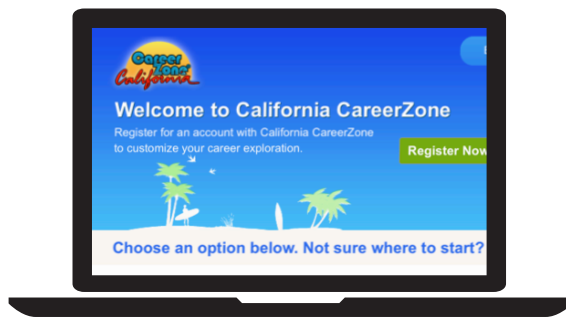 Career
Zone
California
Welcome to California CareerZone
Register for an account with California CareerZone
to customize your career exploration.
Register Now
Choose an option below. Not sure where to start?